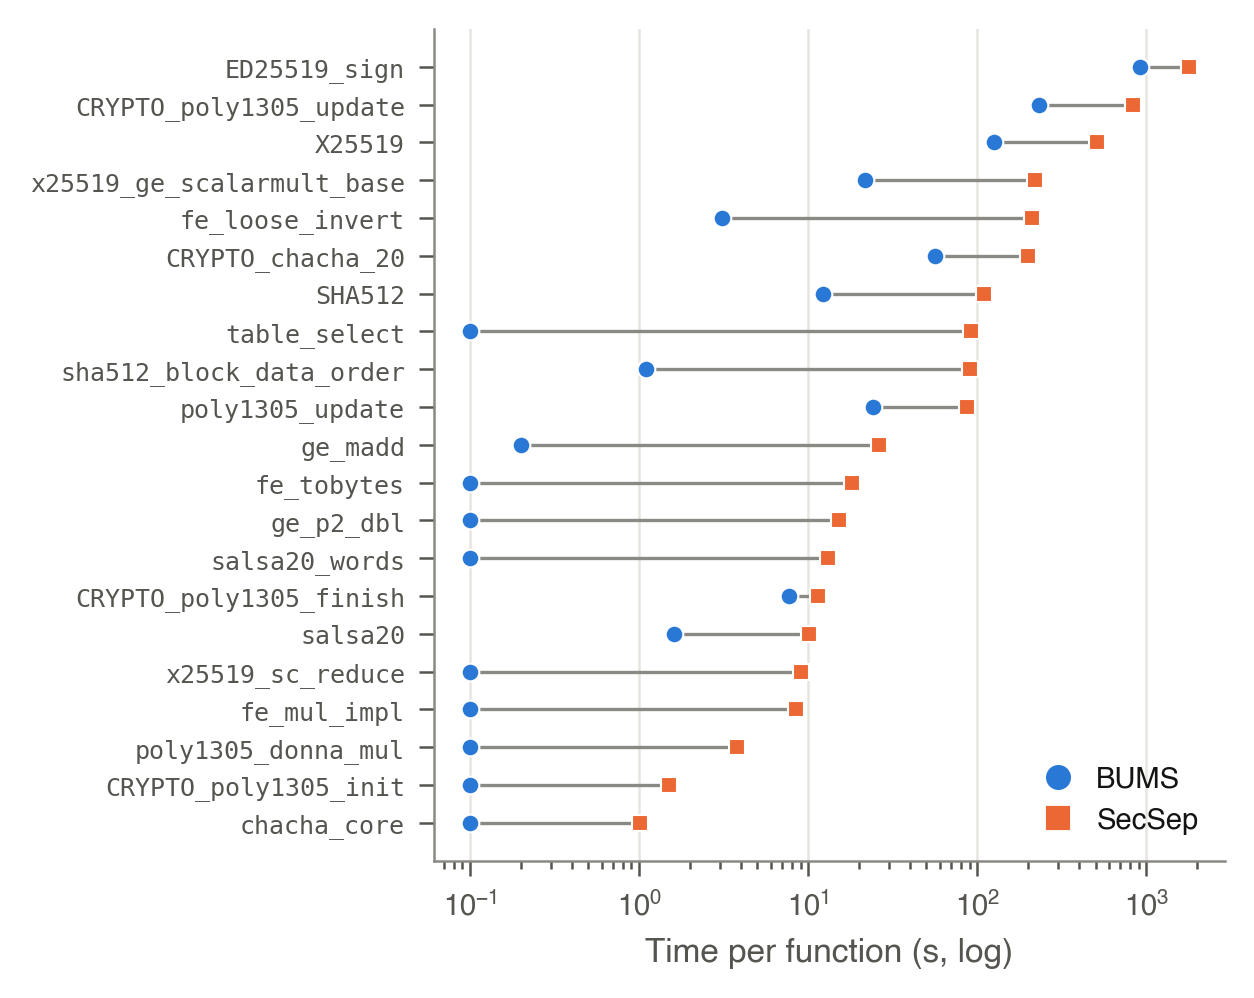 ED25519_sign
CRYPTO_poly1305_update
X25519
x25519_ge_scalarmult_base
fe_loose_invert
CRYPTO_chacha_20
SHA512
table_select
sha512_block_data_order
poly1305_update
ge_madd
fe_tobytes
ge_p2_dbl
salsa20_words
CRYPTO_poly1305_finish
salsa20
x25519_sc_reduce
fe_mul_impl
poly1305_donna_mul
CRYPTO_poly1305_init
chacha_core
BUMS
SecSep
10⁻¹ 10⁰ 10¹ 10² 10³
Time per function (s, log)